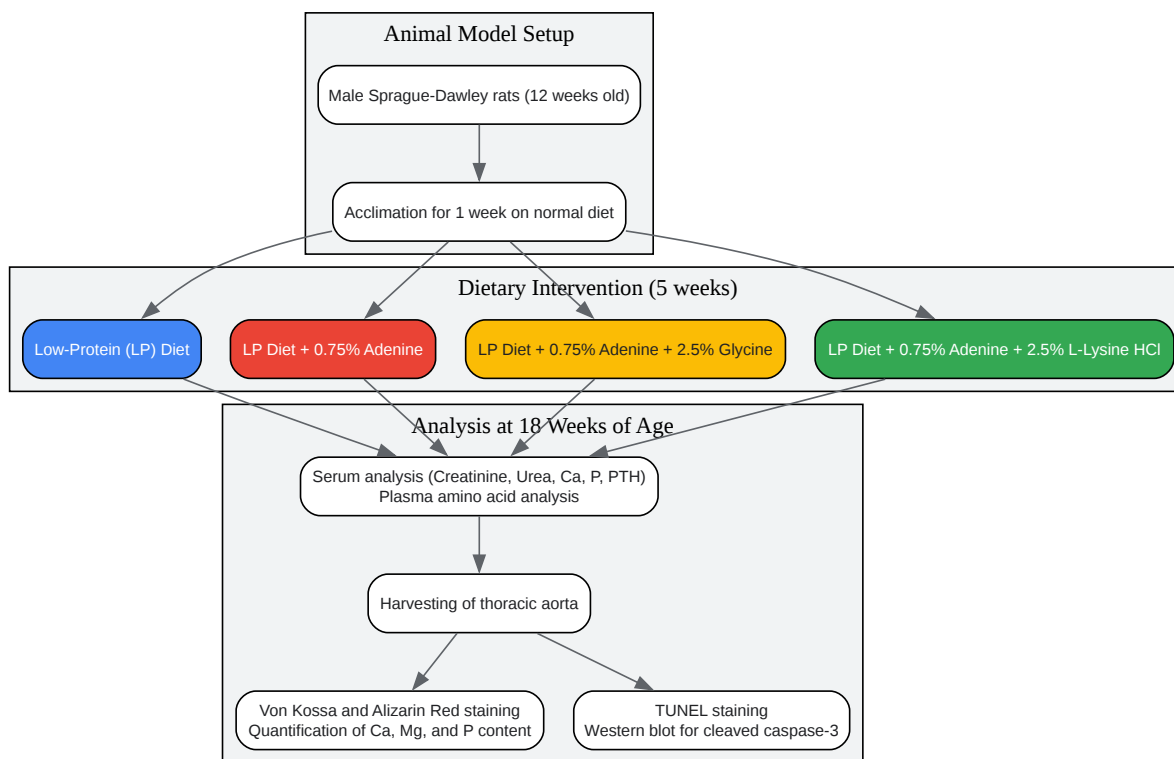 Animal Model Setup
Male Sprague-Dawley rats (12 weeks old)
Acclimation for 1 week on normal diet
Dietary Intervention (5 weeks)
Low-Protein (LP) Diet
LP Diet + 0.75% Adenine
LP Diet + 0.75% Adenine + 2.5% Glycine
LP Diet + 0.75% Adenine + 2.5% L-Lysine HCl
Analysis at 18 Weeks of Age
Serum analysis (Creatinine, Urea, Ca, P, PTH)
Plasma amino acid analysis
Harvesting of thoracic aorta
Von Kossa and Alizarin Red staining
Quantification of Ca, Mg, and P content
TUNEL staining
Western blot for cleaved caspase-3